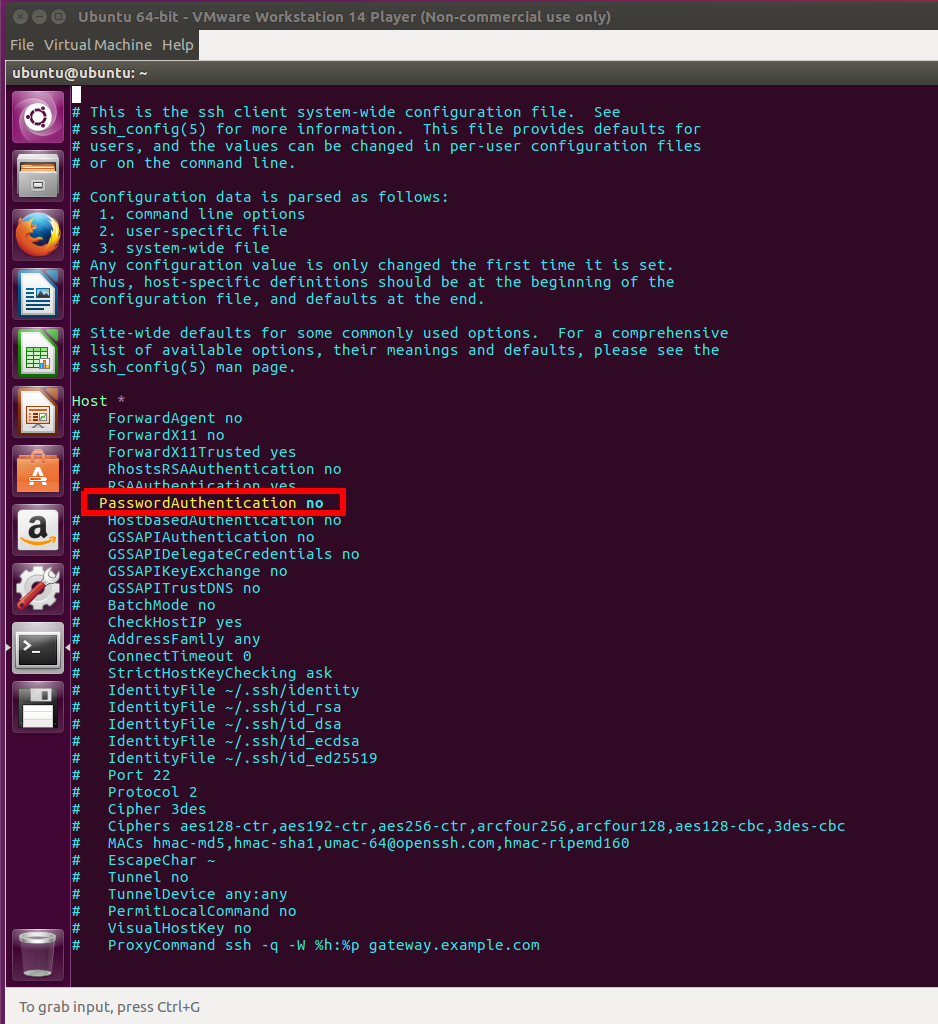 Ubuntu 64-bit - VMware Workstation 14 Player (Non-commercial use only)
File Virtual Machine Help
ubuntu@ubuntu: ~
# This is the ssh client system-wide configuration file.  See
# ssh_config(5) for more information.  This file provides defaults for
# users, and the values can be changed in per-user configuration files
# or on the command line.
# Configuration data is parsed as follows:
#  1. command line options
#  2. user-specific file
#  3. system-wide file
# Any configuration value is only changed the first time it is set.
# Thus, host-specific definitions should be at the beginning of the
# configuration file, and defaults at the end.
# Site-wide defaults for some commonly used options.  For a comprehensive
# list of available options, their meanings and defaults, please see the
# ssh_config(5) man page.
Host *
#   ForwardAgent no
#   ForwardX11 no
#   ForwardX11Trusted yes
#   RhostsRSAAuthentication no
#   RSAAuthentication yes
PasswordAuthentication no
#   HostbasedAuthentication no
#   GSSAPIAuthentication no
#   GSSAPIDelegateCredentials no
#   GSSAPIKeyExchange no
#   GSSAPITrustDNS no
#   BatchMode no
#   CheckHostIP yes
#   AddressFamily any
#   ConnectTimeout 0
#   StrictHostKeyChecking ask
#   IdentityFile ~/.ssh/identity
#   IdentityFile ~/.ssh/id_rsa
#   IdentityFile ~/.ssh/id_dsa
#   IdentityFile ~/.ssh/id_ecdsa
#   IdentityFile ~/.ssh/id_ed25519
#   Port 22
#   Protocol 2
#   Cipher 3des
#   Ciphers aes128-ctr,aes192-ctr,aes256-ctr,arcfour256,arcfour128,aes128-cbc,3des-cbc
#   MACs hmac-md5,hmac-sha1,umac-64@openssh.com,hmac-ripemd160
#   EscapeChar ~
#   Tunnel no
#   TunnelDevice any:any
#   PermitLocalCommand no
#   VisualHostKey no
#   ProxyCommand ssh -q -W %h:%p gateway.example.com
To grab input, press Ctrl+G